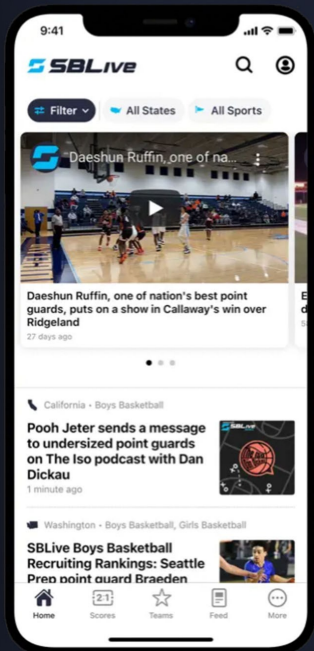 9:41
SBLIVE
Filter
All States
All Sports
Daeshun Ruffin, one of na...
Daeshun Ruffin, one of nation's best point
guards, puts on a show in Callaway's win over
Ridgeland
27 days ago
E
d
California • Boys Basketball
Pooh Jeter sends a message
to undersized point guards
on The Iso podcast with Dan
Dickau
1 minute ago
SBLIVE
Washington • Boys Basketball, Girls Basketball
SBLive Boys Basketball
Recruiting Rankings: Seattle
Prep point guard Braeden
2:1
Home
Scores
Teams
Feed
More